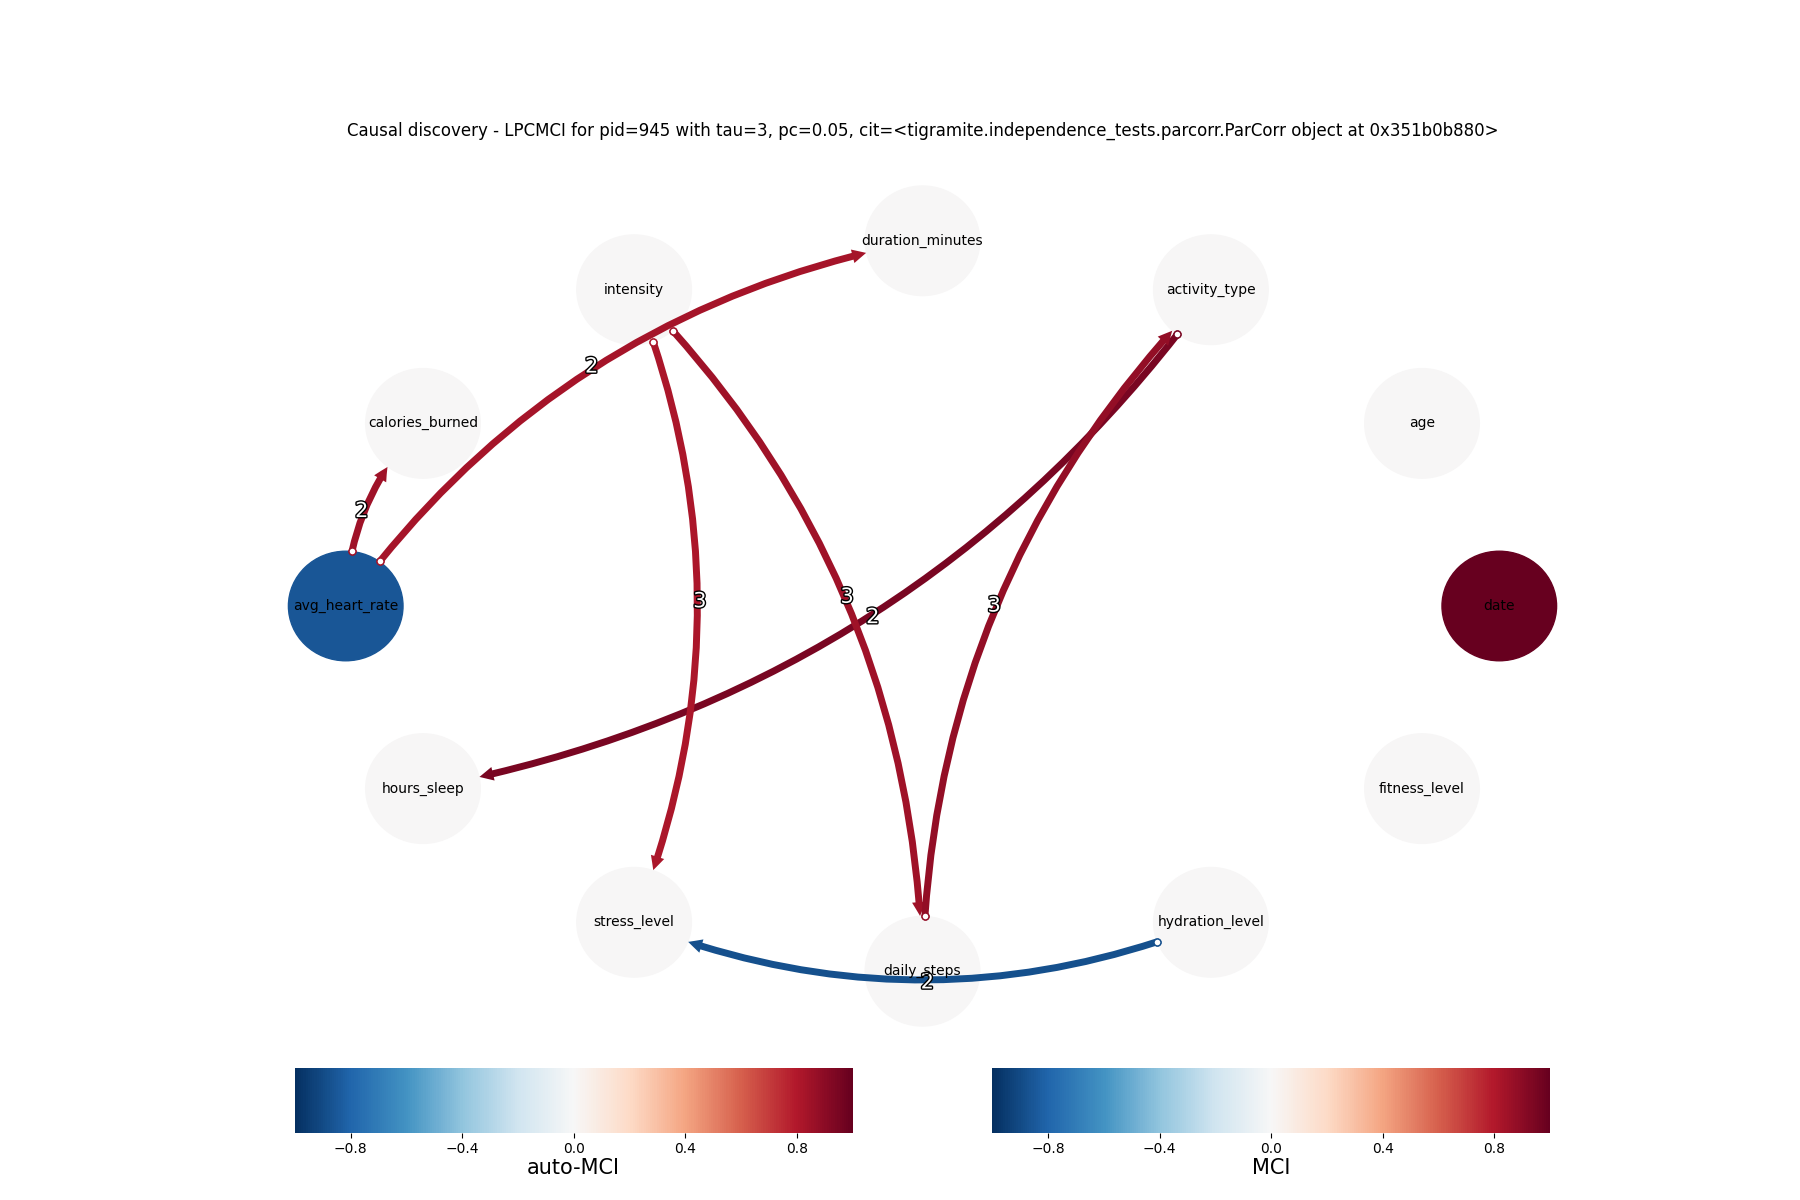 Causal discovery - LPCMCI for pid=945 with tau=3, pc=0.05, cit=<tigramite.independence_tests.parcorr.ParCorr object at 0x351b0b880>
duration_minutes
intensity
activity_type
2
calories_burned
age
2
avg_heart_rate
3
3
2
3
date
hours_sleep
fitness_level
stress_level
hydration_level
daily_steps
2
−0.8
−0.4
0.0
0.4
0.8
auto-MCI
−0.8
−0.4
0.0
0.4
0.8
MCI